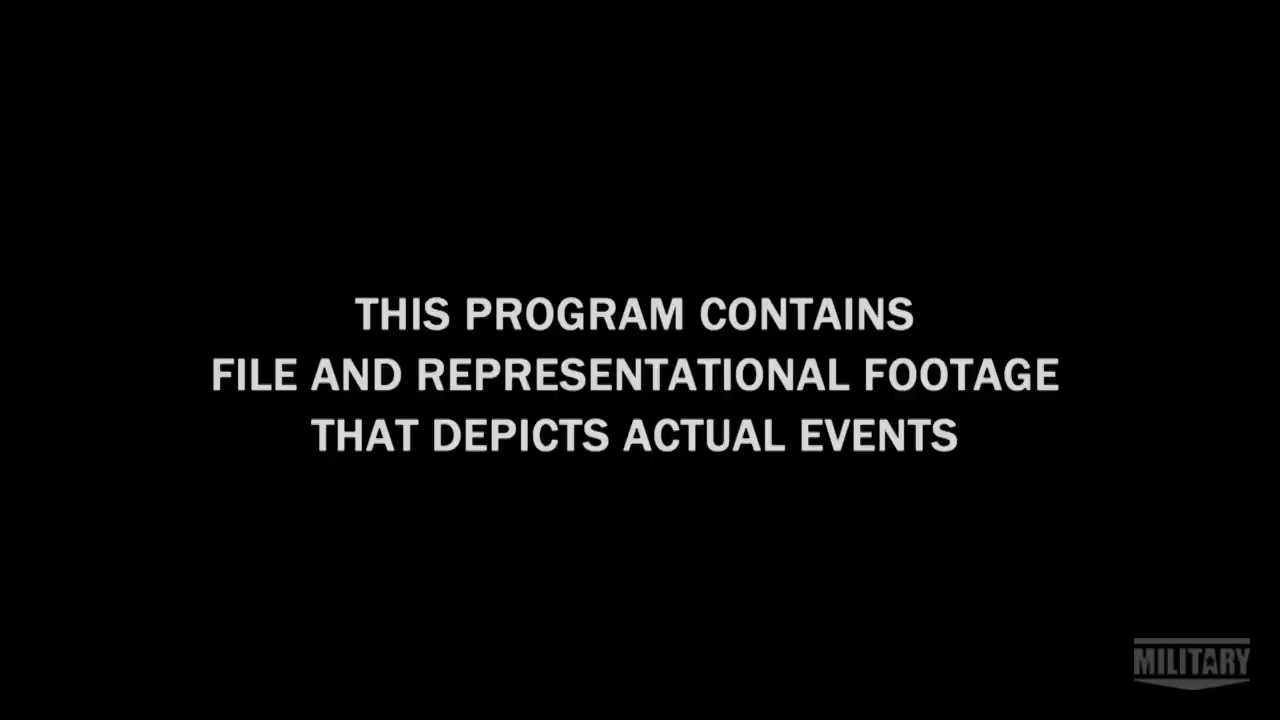 THIS PROGRAM CONTAINS
FILE AND REPRESENTATIONAL FOOTAGE
THAT DEPICTS ACTUAL EVENTS
MILITARY